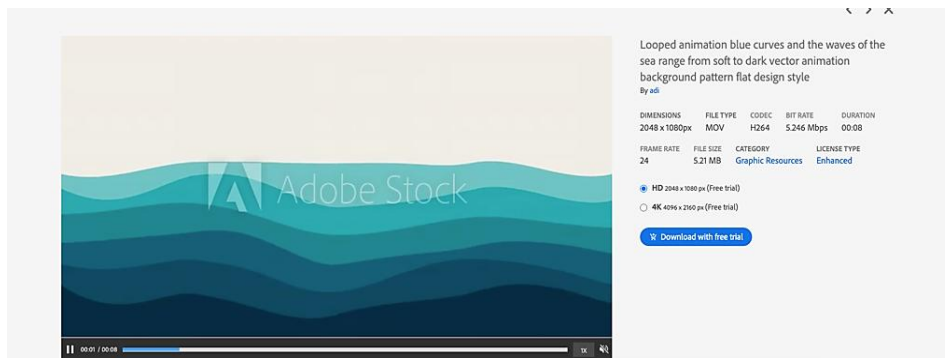 Looped animation blue curves and the waves of the
sea range from soft to dark vector animation
background pattern flat design style
By adi
DIMENSIONS FILE TYPE CODEC BIT RATE DURATION
2048 x 1080px MOV H264 5.246 Mbps 00:08
FRAME RATE FILE SIZE CATEGORY LICENSE TYPE
24 5.21 MB Graphic Resources Enhanced
HD 2048 x 1080 px (Free trial)
4K 4096 x 2160 px (Free trial)
Download with free trial
Adobe Stock
00:01 / 00:08 1X